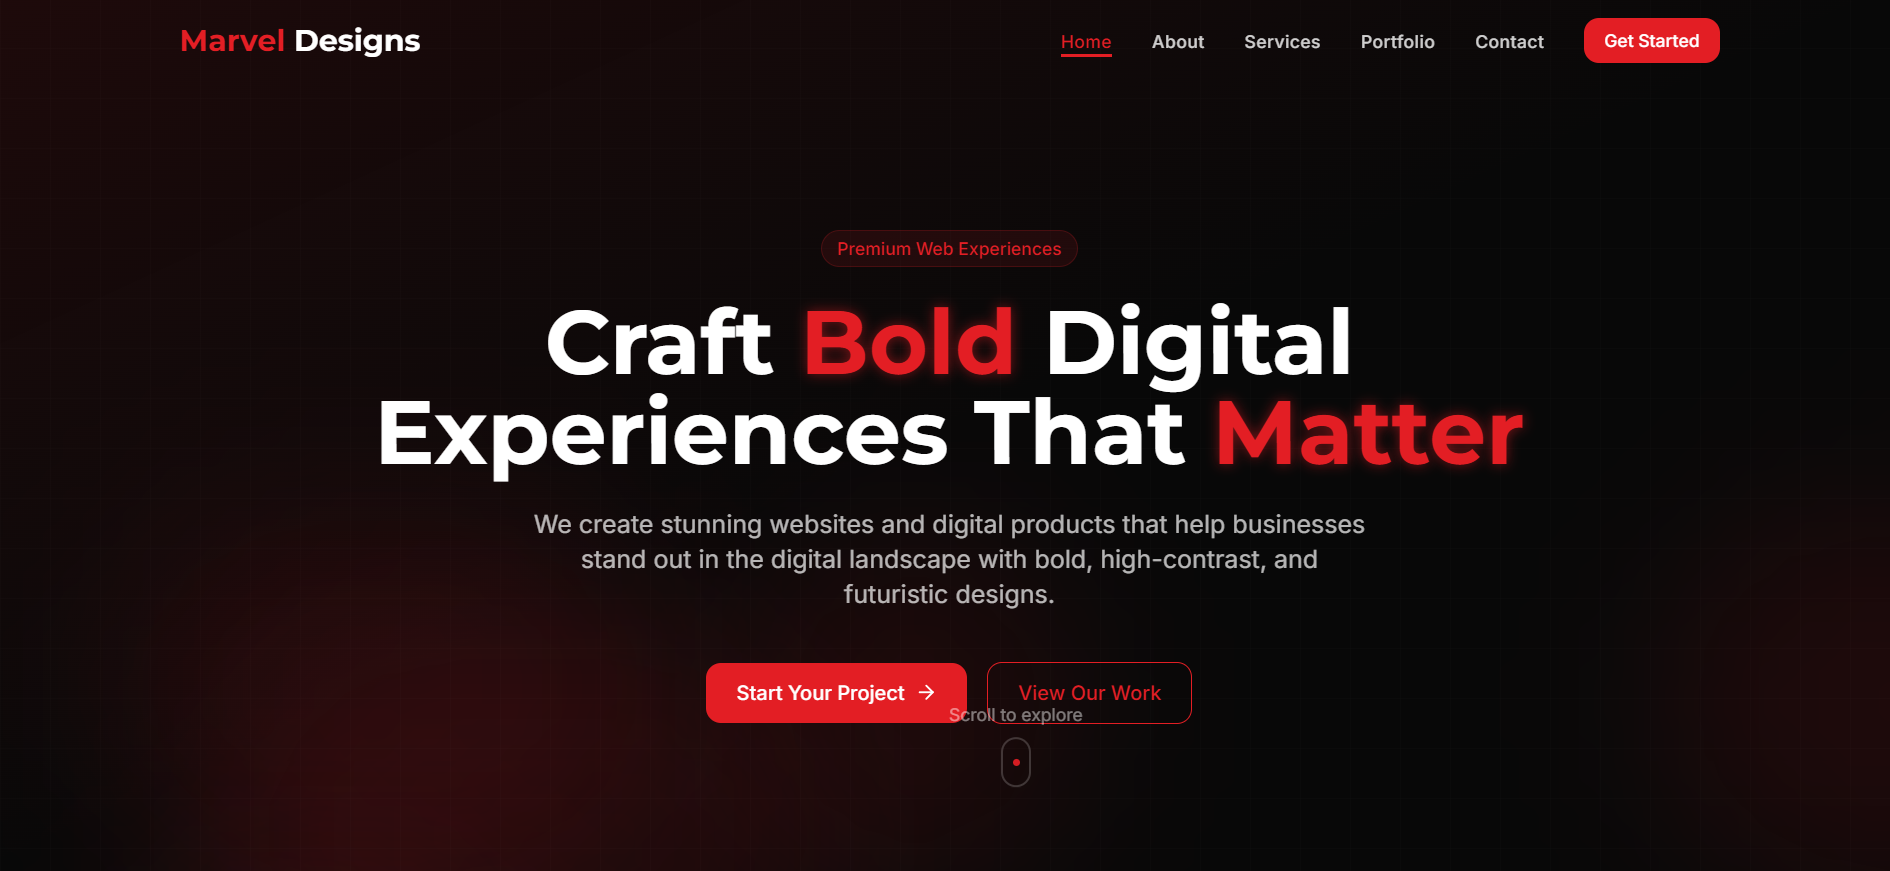 Marvel Designs
Home About Services Portfolio Contact Get Started
Premium Web Experiences
Craft Bold Digital
Experiences That Matter
We create stunning websites and digital products that help businesses
stand out in the digital landscape with bold, high-contrast, and
futuristic designs.
Start Your Project → View Our Work
Scroll to explore